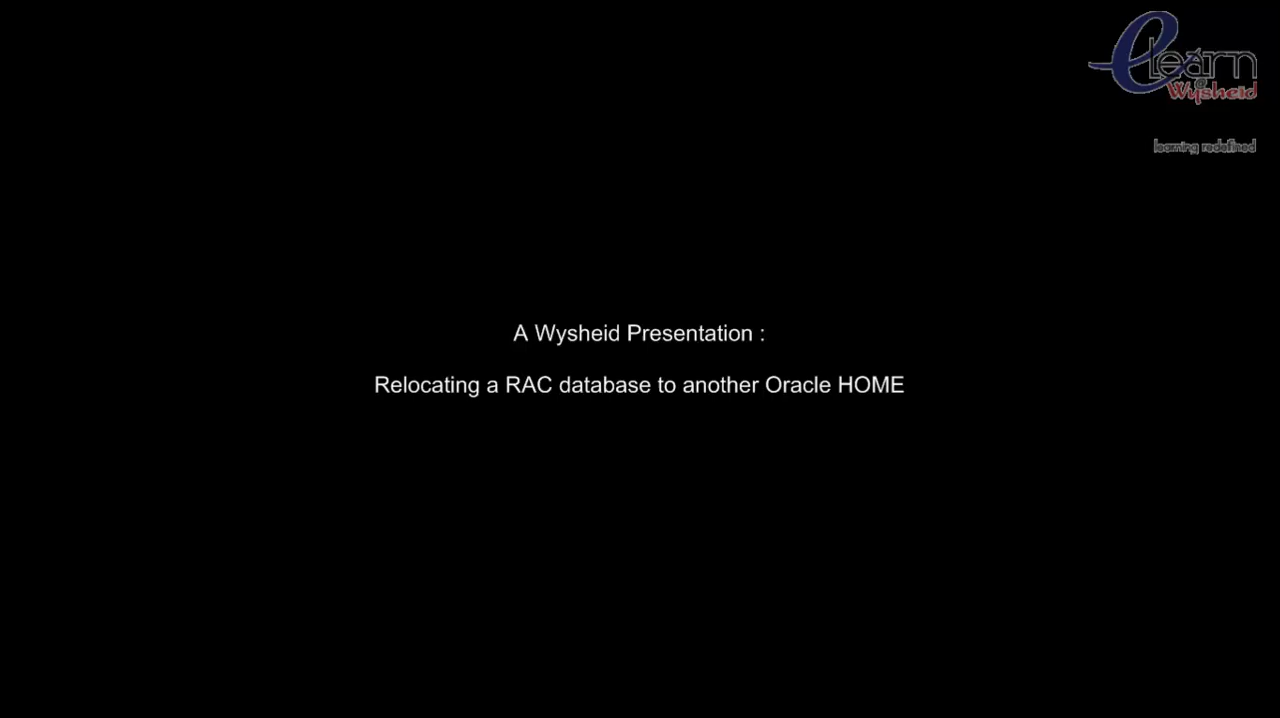 eLearn
@
Wysheid
learning redefined
A Wysheid Presentation :
Relocating a RAC database to another Oracle HOME